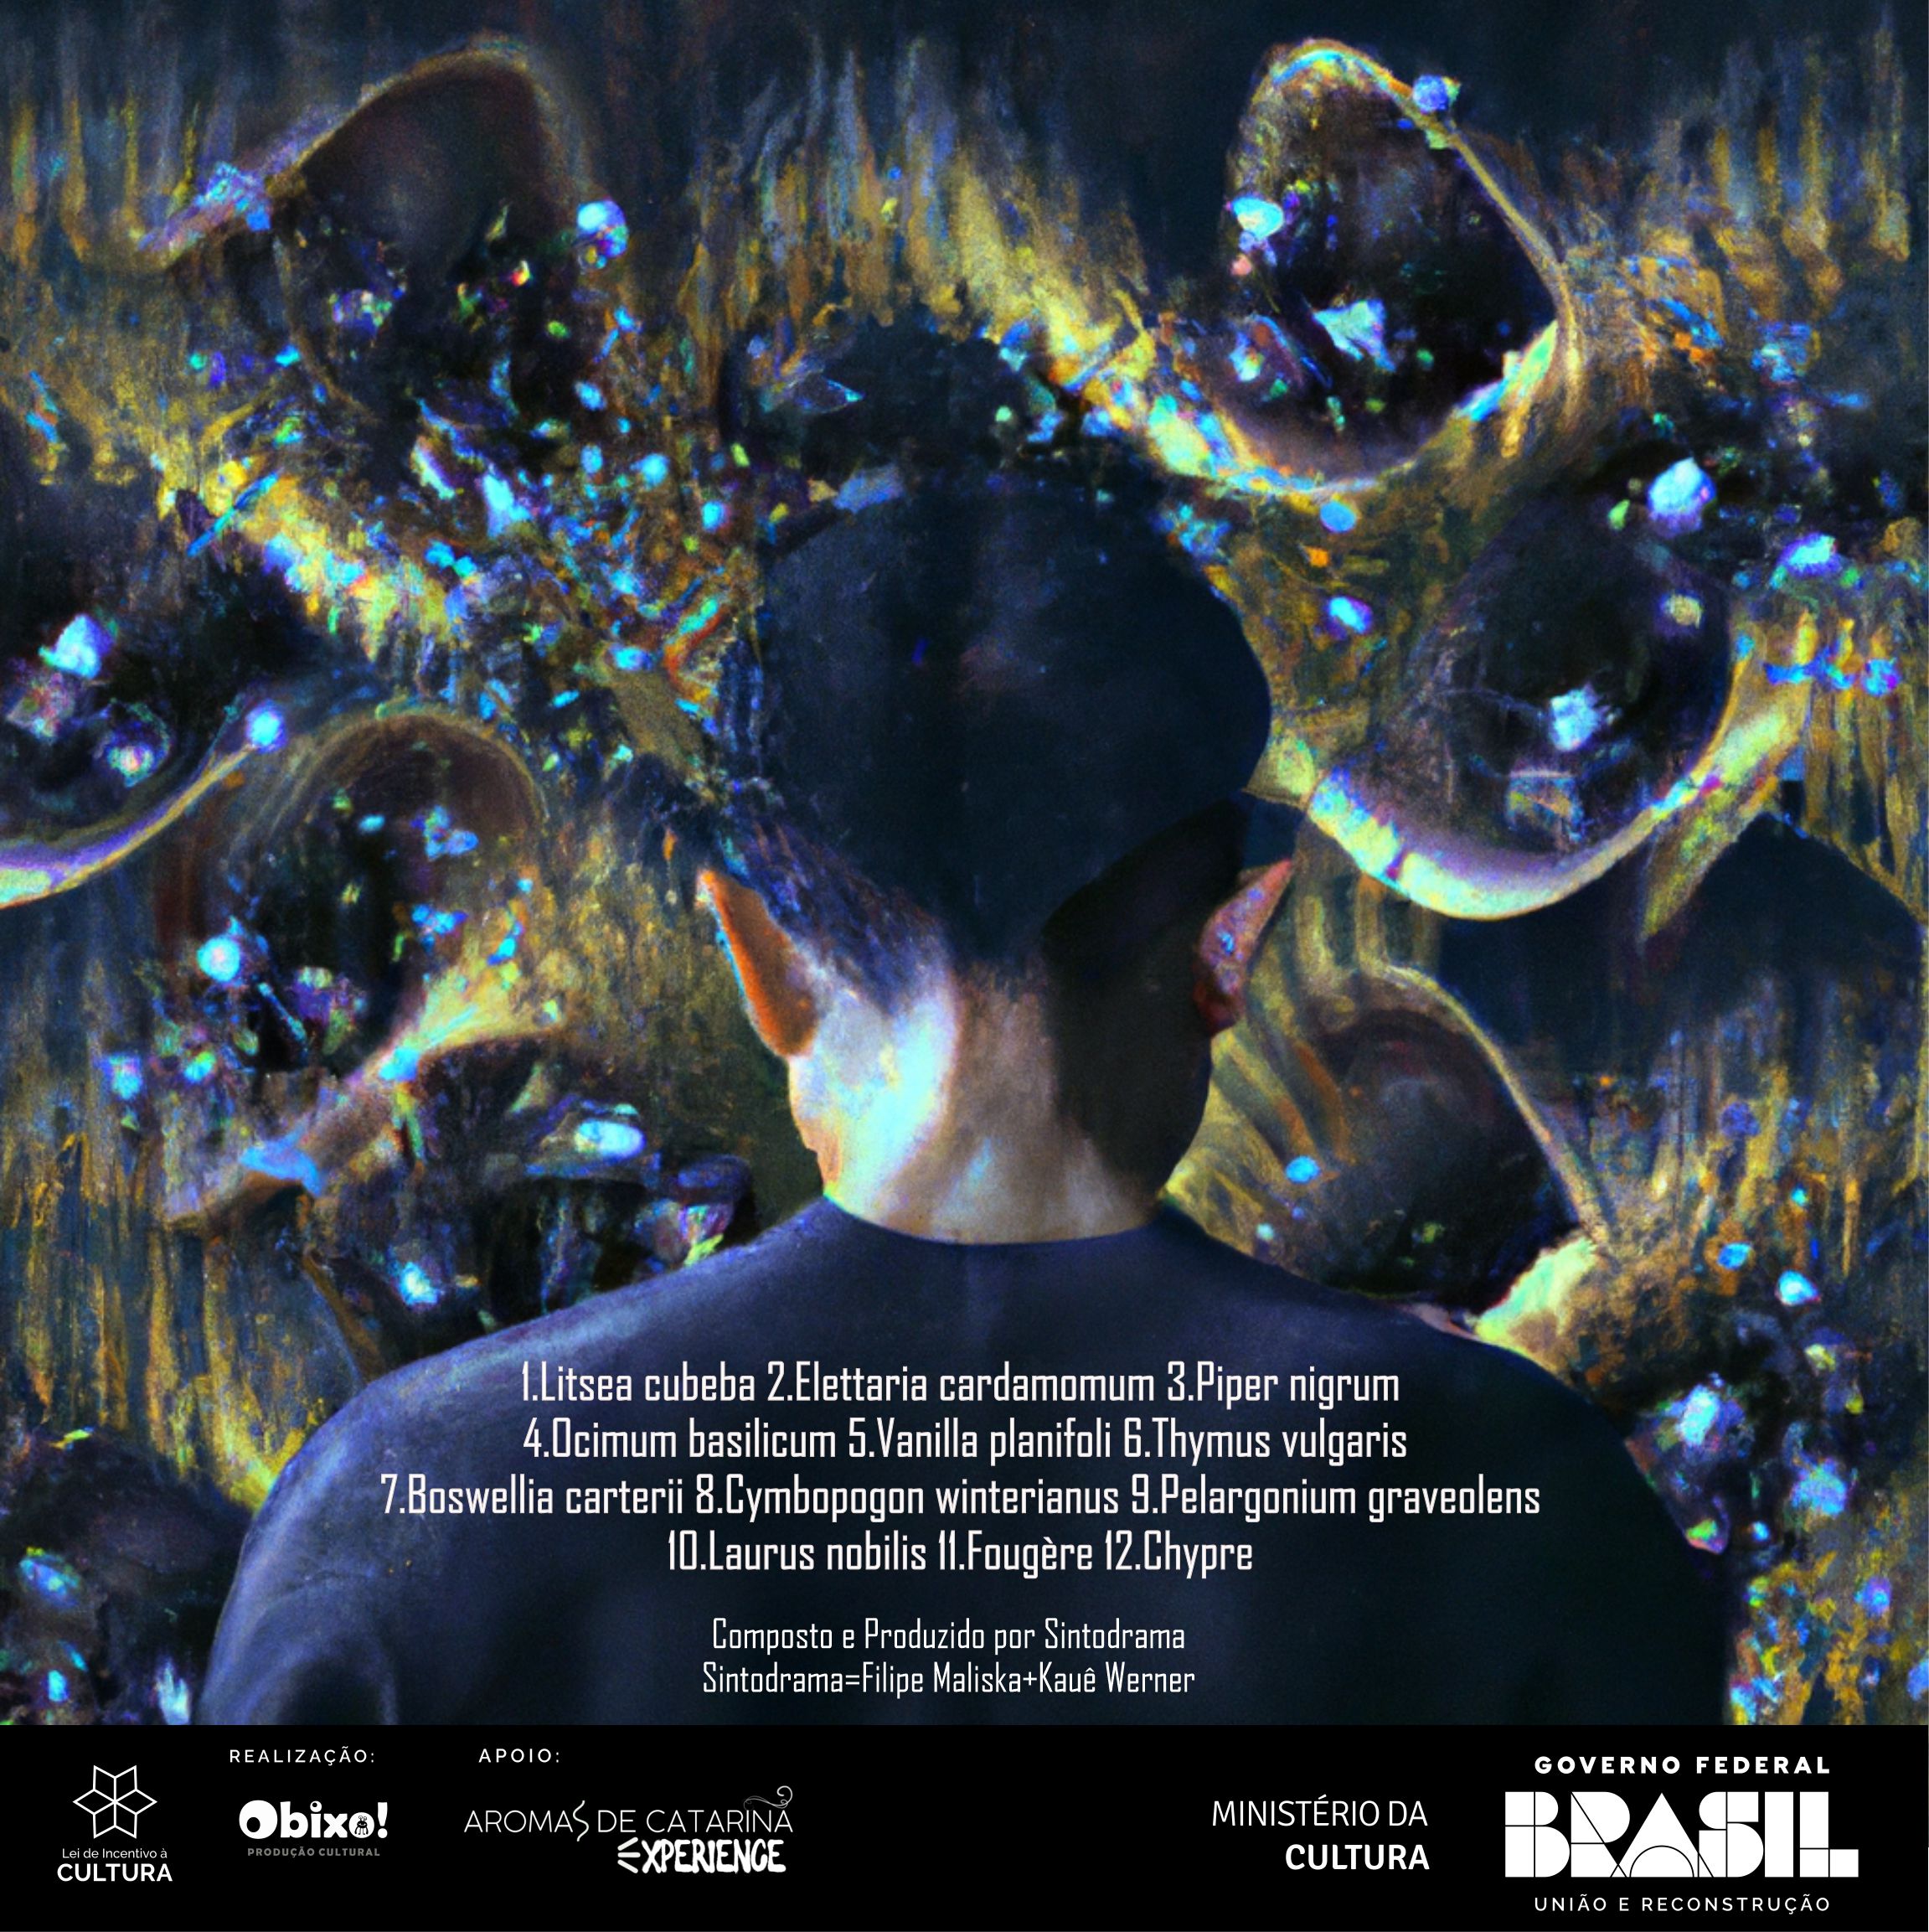 1.Litsea cubeba 2.Elettaria cardamomum 3.Piper nigrum
4.Ocimum basilicum 5.Vanilla planifoli 6.Thymus vulgaris
7.Boswellia carterii 8.Cymbopogon winterianus 9.Pelargonium graveolens
10.Laurus nobilis 11.Fougère 12.Chypre
Composto e Produzido por Sintodrama
Sintodrama=Filipe Maliska+Kauê Werner
Lei de Incentivo à
CULTURA
REALIZAÇÃO:
Obixo!
PRODUÇÃO CULTURAL
APOIO:
AROMAS DE CATARINA
EXPERIENCE
MINISTÉRIO DA
CULTURA
GOVERNO FEDERAL
BRASIL
UNIÃO E RECONSTRUÇÃO